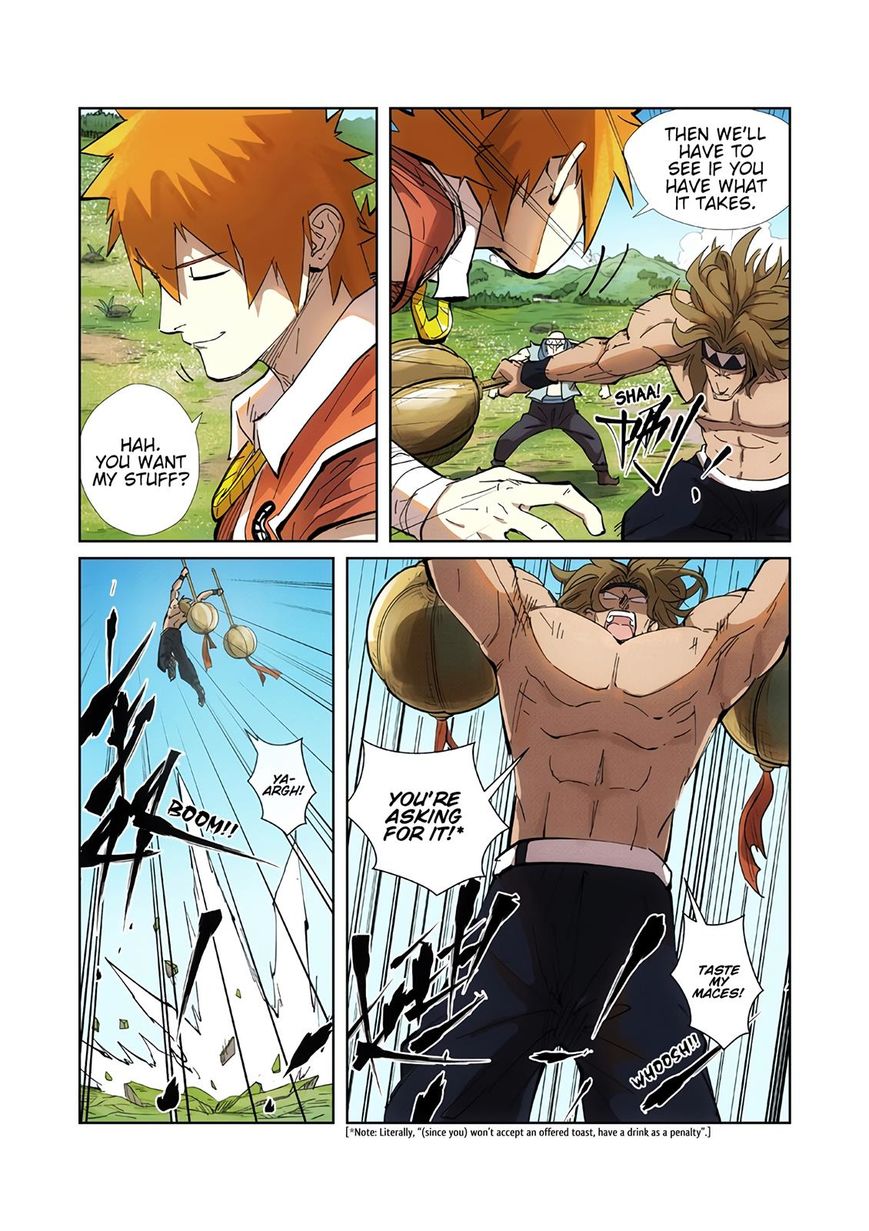 HAH.
YOU WANT
MY STUFF?
THEN WE'LL
HAVE TO
SEE IF YOU
HAVE WHAT
IT TAKES.
SHAA!
YA-
ARGH!
BOOM!!
YOU'RE
ASKING
FOR IT!*
TASTE
MY
MACES!
WHOOSH!!
[*Note: Literally, "(since you) won't accept an offered toast, have a drink as a penalty".]